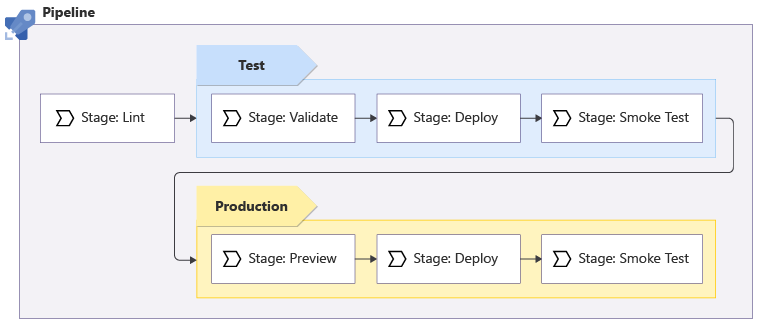 Pipeline
Test
Stage: Lint
Stage: Validate
Stage: Deploy
Stage: Smoke Test
Production
Stage: Preview
Stage: Deploy
Stage: Smoke Test